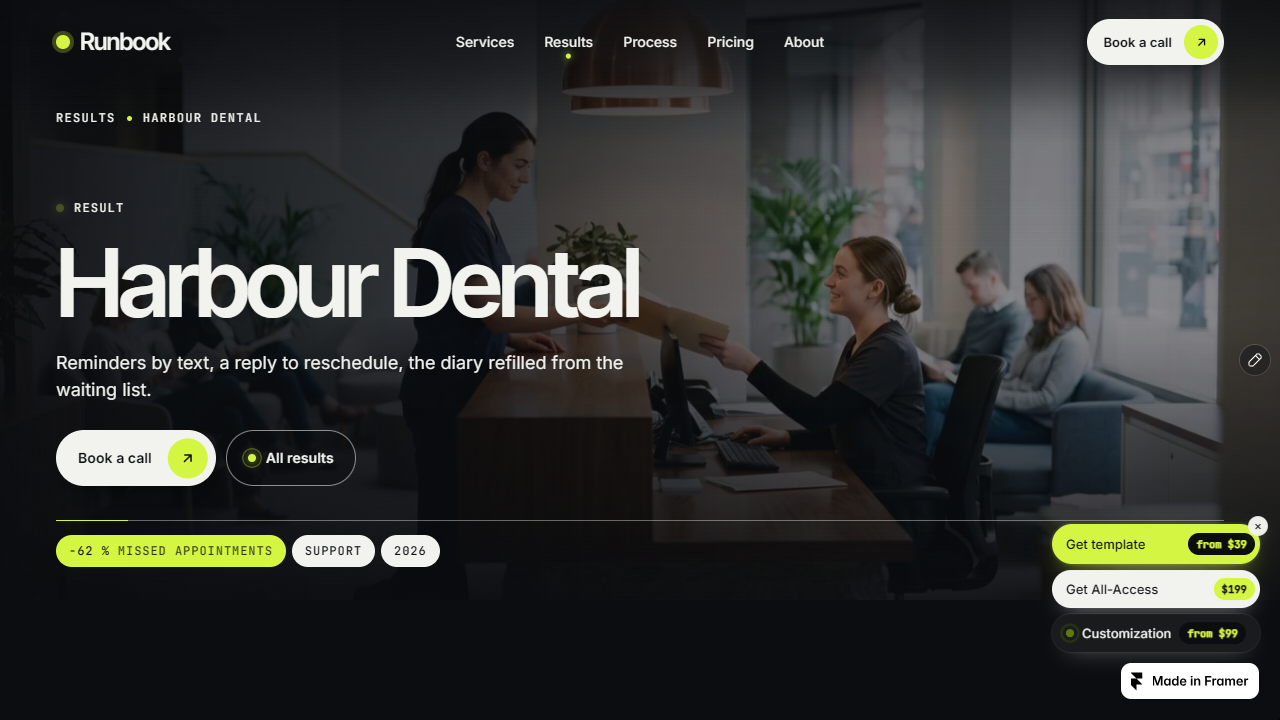 Runbook
Services
Results
Process
Pricing
About
Book a call
RESULTS
HARBOUR DENTAL
RESULT
Harbour Dental
Reminders by text, a reply to reschedule, the diary refilled from the
waiting list.
Book a call
All results
-62 % MISSED APPOINTMENTS
SUPPORT
2026
Get template
from $39
Get All-Access
$199
Customization
from $99
Made in Framer